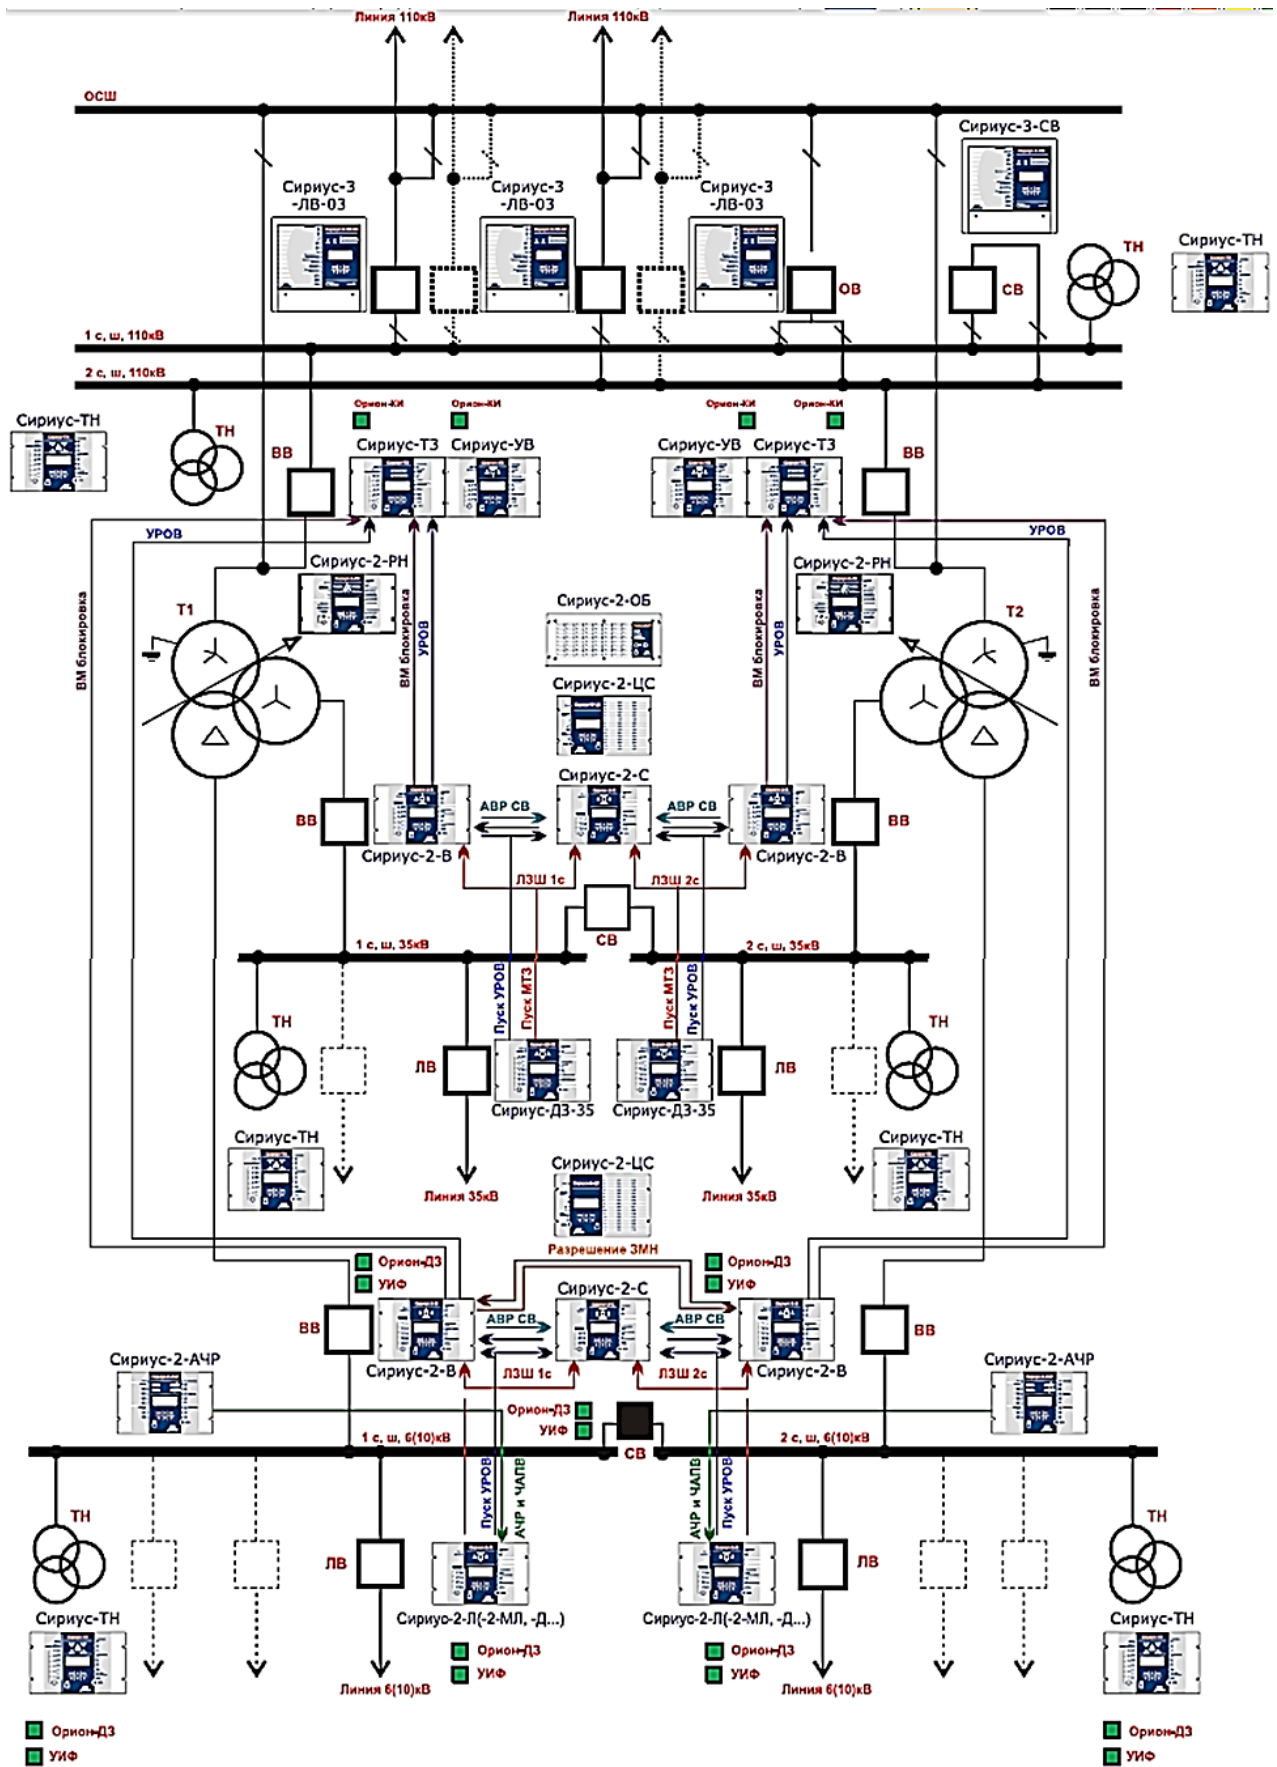 Линия 110кВ
Линия 110кВ
ОСШ
Сириус-3-СВ
Сириус-3
-ЛВ-03
Сириус-3
-ЛВ-03
Сириус-3
-ЛВ-03
ТН
Сириус-ТН
ОВ
СВ
1 с, ш, 110кВ
2 с, ш, 110кВ
Орион-КИ
Орион-КИ
Орион-КИ
Орион-КИ
Сириус-ТН
ТН
ВВ
Сириус-Т3
Сириус-УВ
Сириус-УВ
Сириус-Т3
ВВ
УРОВ
УРОВ
Сириус-2-РН
Сириус-2-РН
Т1
Т2
ВМ блокировка
ВМ блокировка
УРОВ
ВМ блокировка
УРОВ
ВМ блокировка
Сириус-2-ОБ
Сириус-2-ЦС
Сириус-2-С
ВВ
АВР СВ
АВР СВ
ВВ
Сириус-2-В
Сириус-2-В
ЛЗШ 1с
ЛЗШ 2с
СВ
1 с, ш, 35кВ
2 с, ш, 35кВ
Пуск УРОВ
Пуск МТЗ
Пуск МТЗ
Пуск УРОВ
ТН
ТН
ЛВ
ЛВ
Сириус-ДЗ-35
Сириус-ДЗ-35
Сириус-ТН
Сириус-ТН
Сириус-2-ЦС
Линия 35кВ
Линия 35кВ
Разрешение ЗМН
Орион-ДЗ
УИФ
Орион-ДЗ
УИФ
Сириус-2-С
ВВ
АВР СВ
АВР СВ
ВВ
Сириус-2-АЧР
Сириус-2-В
Сириус-2-В
Сириус-2-АЧР
ЛЗШ 1с
ЛЗШ 2с
Орион-ДЗ
УИФ
1 с, ш, 6(10)кВ
СВ
2 с, ш, 6(10)кВ
Пуск УРОВ
АЧР и ЧАПВ
АЧР и ЧАПВ
Пуск УРОВ
ТН
ТН
ЛВ
ЛВ
Сириус-ТН
Сириус-2-Л(-2-МЛ, -Д...)
Сириус-2-Л(-2-МЛ, -Д...)
Сириус-ТН
Орион-ДЗ
УИФ
Орион-ДЗ
УИФ
Линия 6(10)кВ
Линия 6(10)кВ
Орион-ДЗ
УИФ
Орион-ДЗ
УИФ